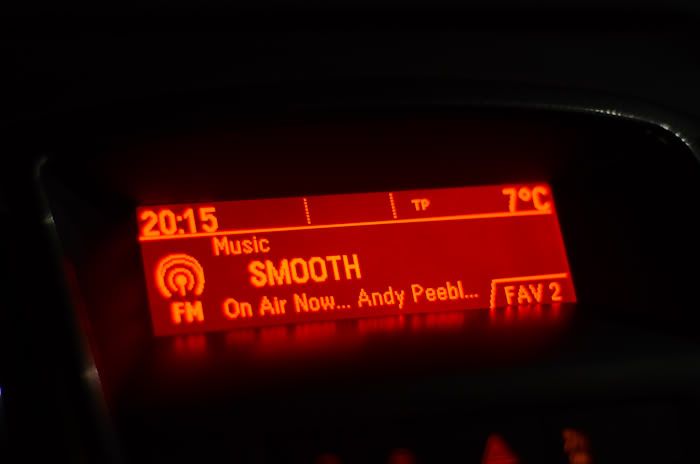 20:15 TP 7°C
Music
SMOOTH
FM On Air Now... Andy Peebl... FAV 2